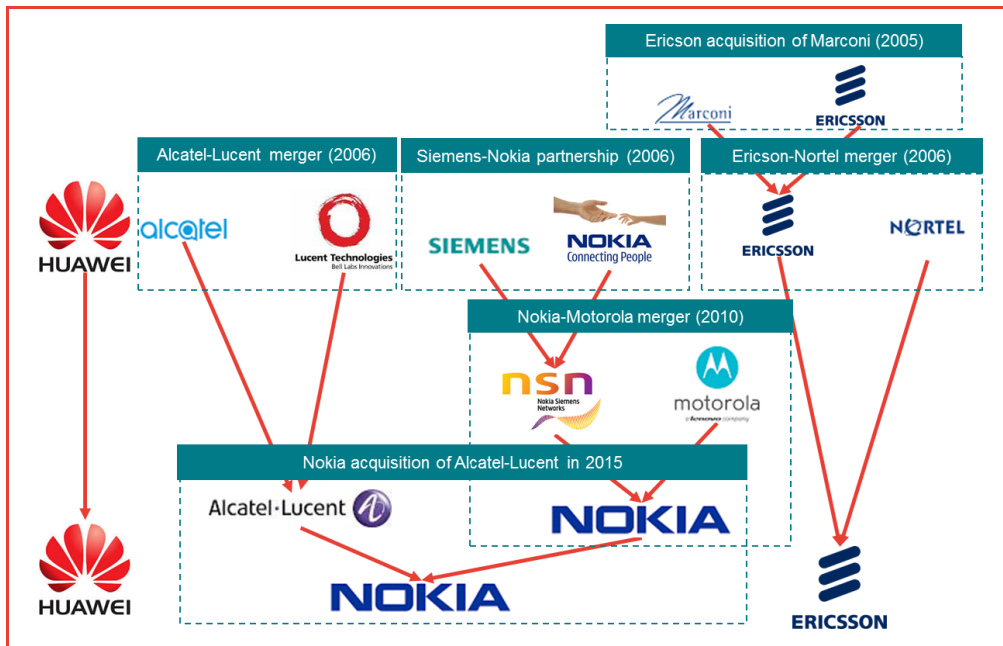 Ericson acquisition of Marconi (2005)
Marconi
ERICSSON
Alcatel-Lucent merger (2006)
Siemens-Nokia partnership (2006)
Ericson-Nortel merger (2006)
HUAWEI
alcatel
Lucent Technologies
Bell Labs Innovations
SIEMENS
NOKIA
Connecting People
ERICSSON
NORTEL
Nokia-Motorola merger (2010)
nsn
Nokia Siemens
Networks
motorola
a lenovo company
Nokia acquisition of Alcatel-Lucent in 2015
Alcatel·Lucent
NOKIA
HUAWEI
NOKIA
ERICSSON